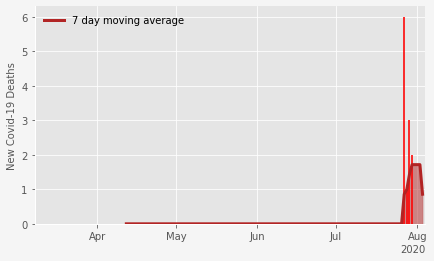 7 day moving average
New Covid-19 Deaths
6
5
4
3
2
1
0
Apr
May
Jun
Jul
Aug
2020